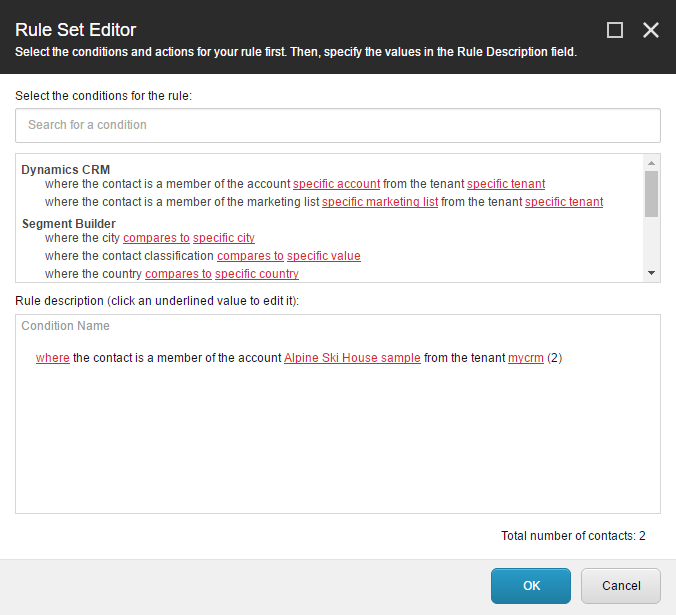 Rule Set Editor
Select the conditions and actions for your rule first. Then, specify the values in the Rule Description field.
Select the conditions for the rule:
Search for a condition
Dynamics CRM
where the contact is a member of the account specific account from the tenant specific tenant
where the contact is a member of the marketing list specific marketing list from the tenant specific tenant
Segment Builder
where the city compares to specific city
where the contact classification compares to specific value
where the country compares to specific country
Rule description (click an underlined value to edit it):
Condition Name
where the contact is a member of the account Alpine Ski House sample from the tenant mycrm (2)
Total number of contacts: 2
OK
Cancel